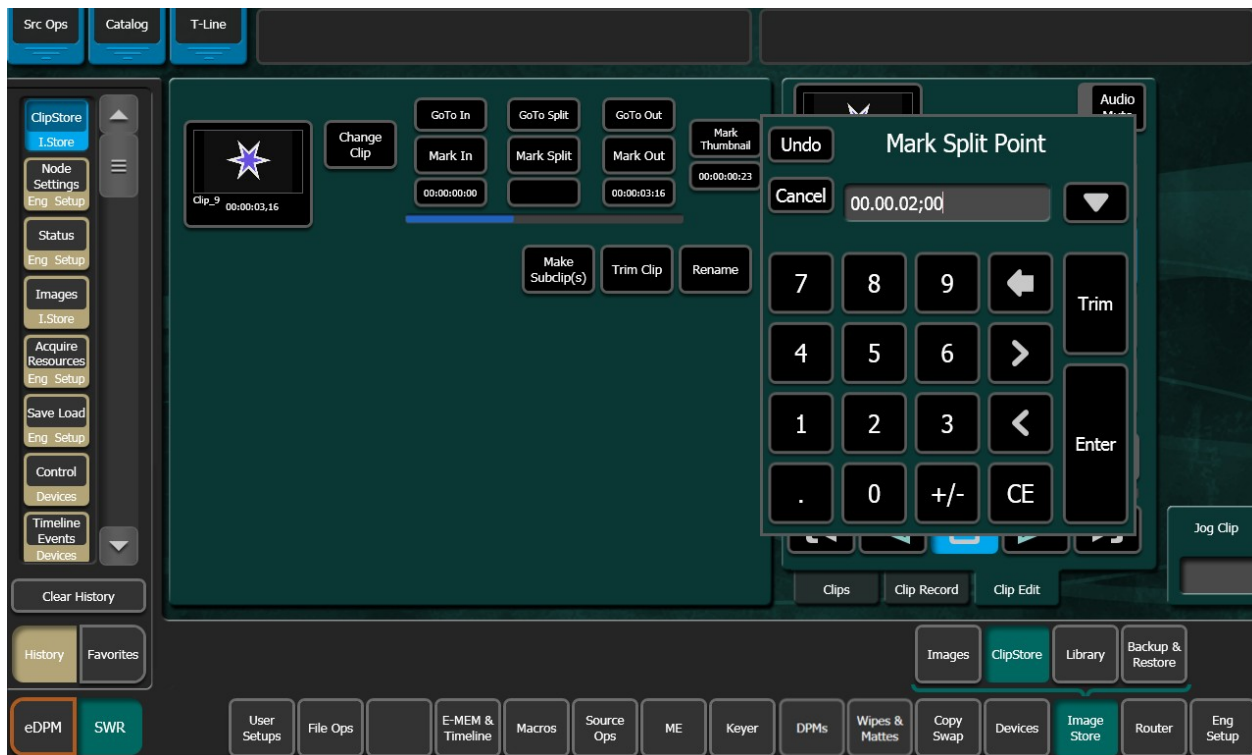 Src Ops
Catalog
T-Line
ClipStore
I.Store
Node
Settings
Eng Setup
Status
Eng Setup
Images
I.Store
Acquire
Resources
Eng Setup
Save Load
Eng Setup
Control
Devices
Timeline
Events
Devices
Clear History
History
Favorites
eDPM
SWR
Clip_9 00:00:03,16
Change
Clip
GoTo In
GoTo Split
GoTo Out
Mark In
Mark Split
Mark Out
Mark
Thumbnail
00:00:00:00
00:00:03:16
00:00:00:23
Make
Subclip(s)
Trim Clip
Rename
Audio
Undo
Mark Split Point
Cancel
00.00.02;00
7
8
9
Trim
4
5
6
>
1
2
3
<
Enter
.
0
+/-
CE
Jog Clip
Clips
Clip Record
Clip Edit
Images
ClipStore
Library
Backup &
Restore
User
Setups
File Ops
E-MEM &
Timeline
Macros
Source
Ops
ME
Keyer
DPMs
Wipes &
Mattes
Copy
Swap
Devices
Image
Store
Router
Eng
Setup